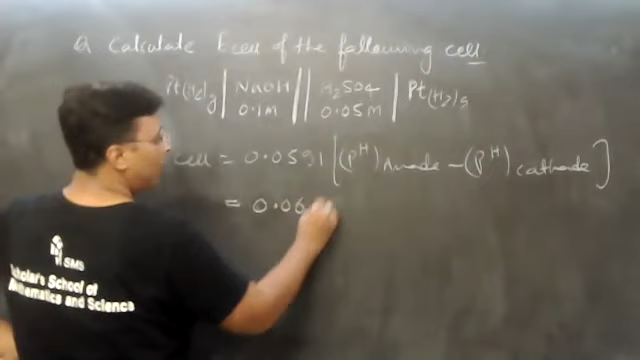 Q Calculate Ecell of the following cell
Pt(H2)g | NaOH 0.1M || H2SO4 0.05M | Pt(H2)g
cell = 0.0591 [(PH) Anode - (PH) cathode]
= 0.06
SMS
Scholar's School of
Mathematics and Science